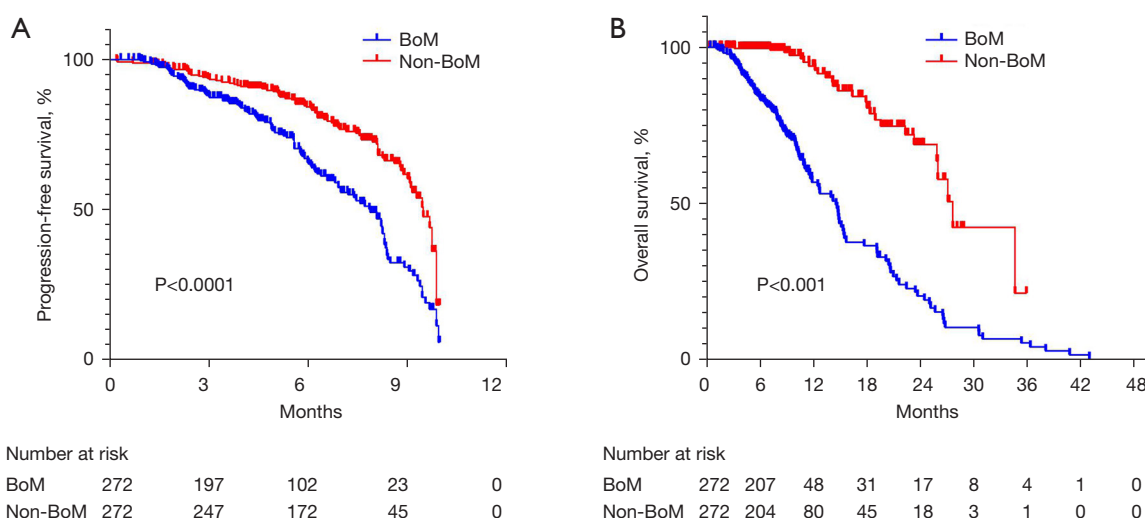 A
BoM
Non-BoM
Progression-free survival, %
100
50
0
P<0.0001
0 3 6 9 12
Months
Number at risk
BoM 272 197 102 23 0
Non-BoM 272 247 172 45 0
B
BoM
Non-BoM
Overall survival, %
100
50
0
P<0.001
0 6 12 18 24 30 36 42 48
Months
Number at risk
BoM 272 207 48 31 17 8 4 1 0
Non-BoM 272 204 80 45 18 3 1 0 0